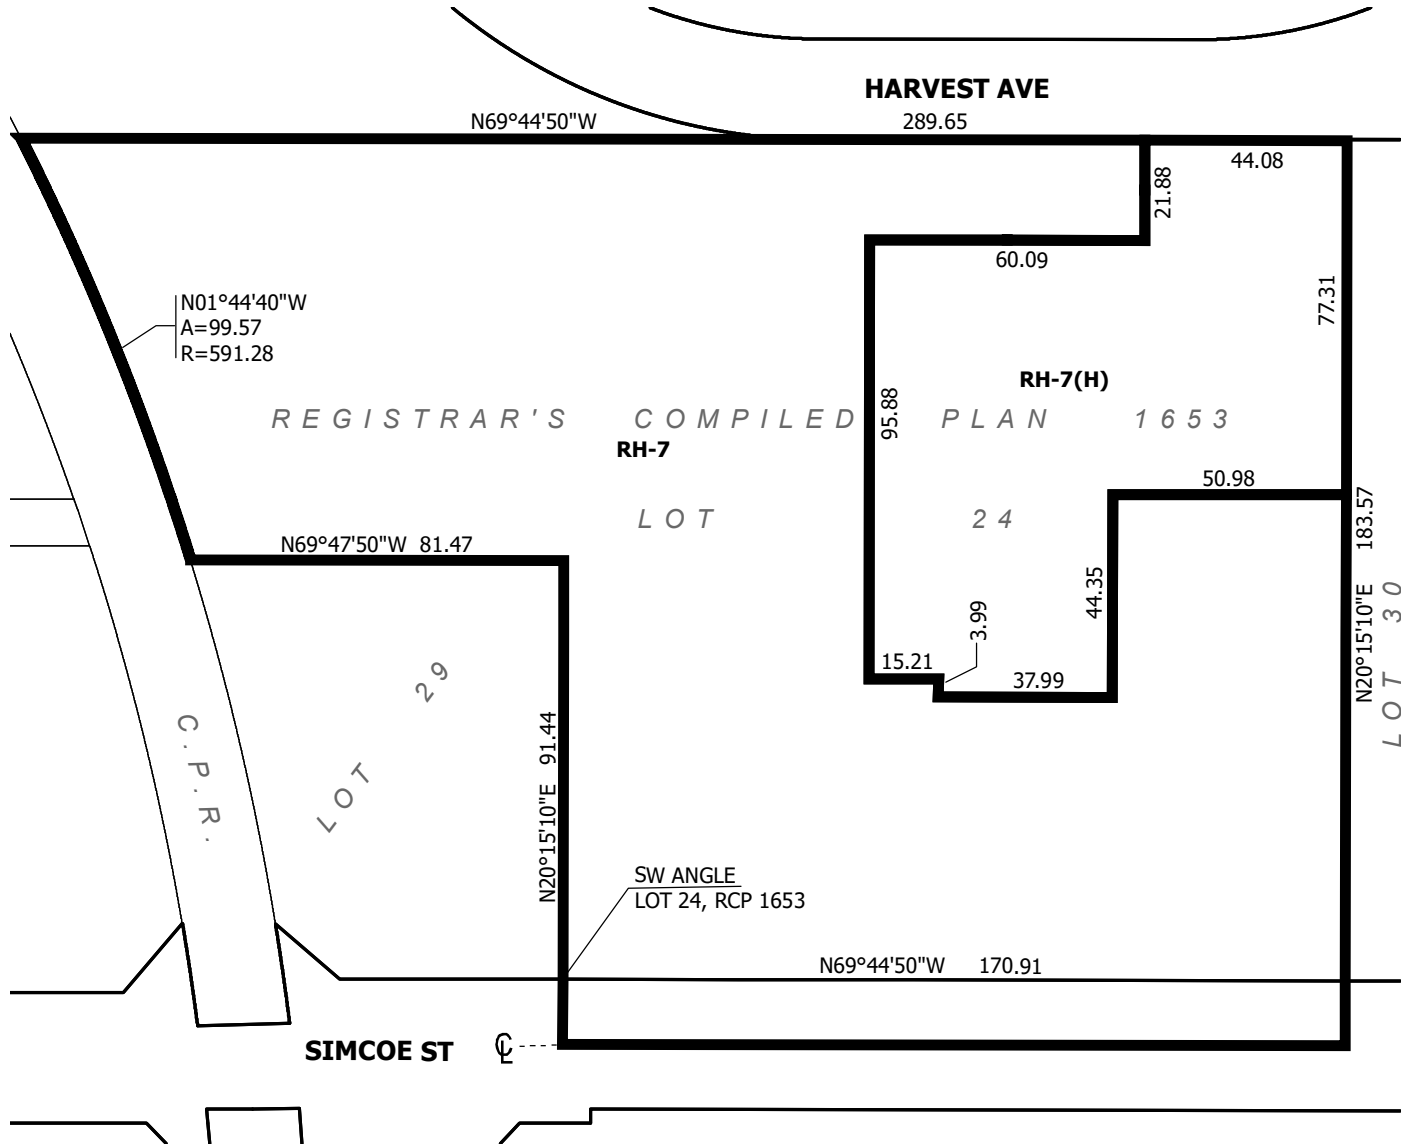 HARVEST AVE
N69°44'50"W
289.65
44.08
21.88
60.09
77.31
N01°44'40"W
A=99.57
R=591.28
RH-7(H)
95.88
REGISTRAR'S COMPILED PLAN 1653
RH-7
50.98
LOT 24
N20°15'10"E 183.57
N69°47'50"W 81.47
44.35
3.99
LOT 30
15.21
37.99
LOT 29
C.P.R.
N20°15'10"E 91.44
SW ANGLE
LOT 24, RCP 1653
N69°44'50"W 170.91
SIMCOE ST
CL